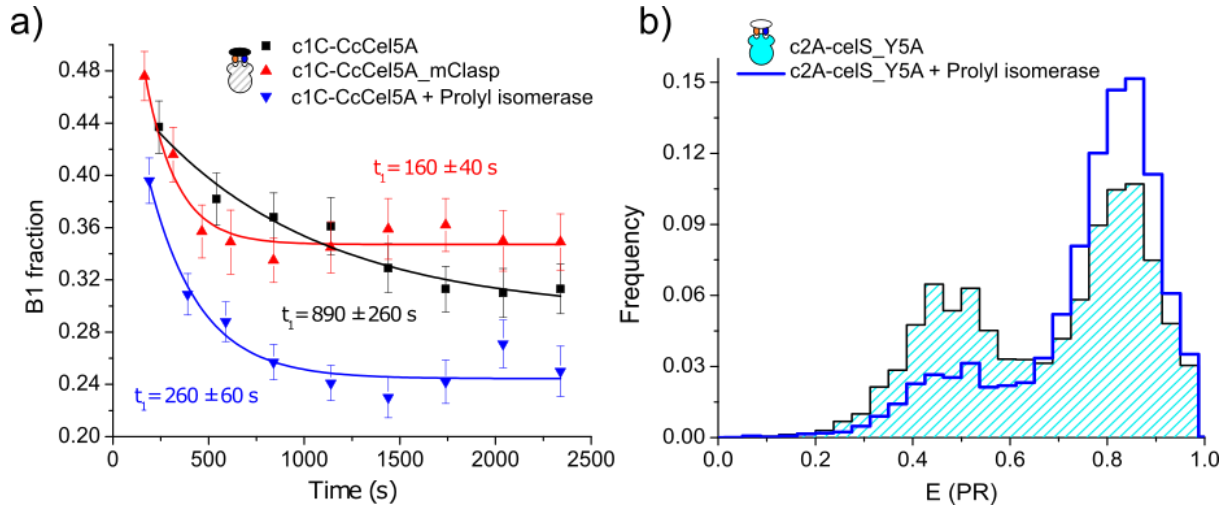 a)
c1C-CcCel5A
c1C-CcCel5A_mClasp
c1C-CcCel5A + Prolyl isomerase
t₁= 160 ±40 s
t₁= 890 ±260 s
t₁= 260 ±60 s
B1 fraction
0.48
0.44
0.40
0.36
0.32
0.28
0.24
0.20
0 500 1000 1500 2000 2500
Time (s)
b)
c2A-celS_Y5A
c2A-celS_Y5A + Prolyl isomerase
Frequency
0.15
0.12
0.09
0.06
0.03
0.00
0.0 0.2 0.4 0.6 0.8 1.0
E (PR)